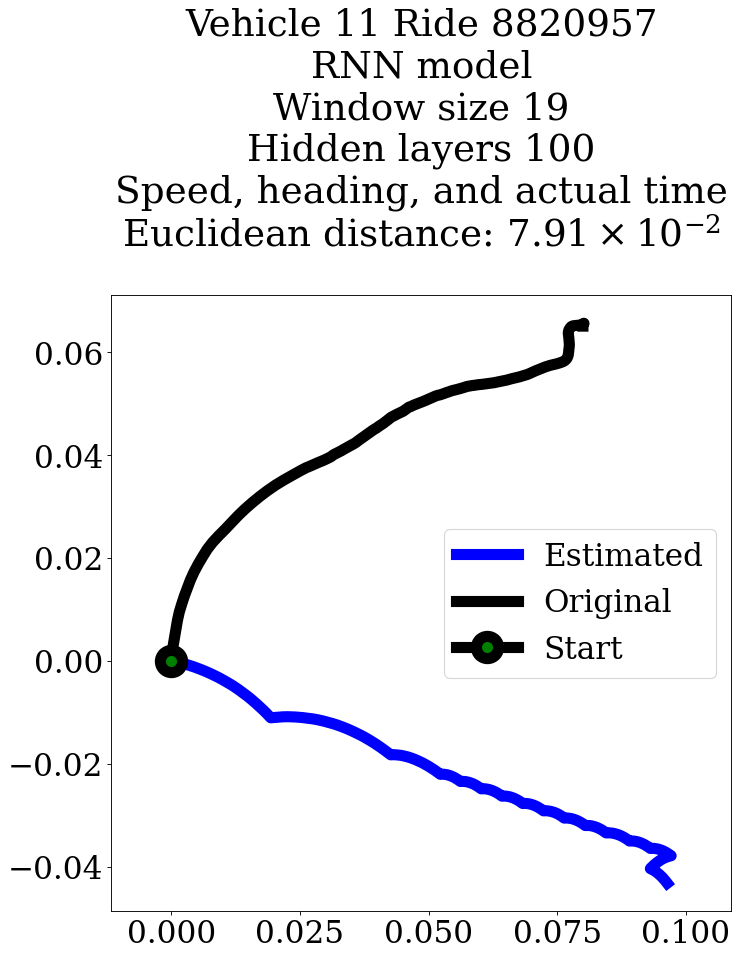 Vehicle 11 Ride 8820957
RNN model
Window size 19
Hidden layers 100
Speed, heading, and actual time
Euclidean distance: 7.91 × 10⁻²
0.06
0.04
0.02
0.00
−0.02
−0.04
Estimated
Original
Start
0.000 0.025 0.050 0.075 0.100